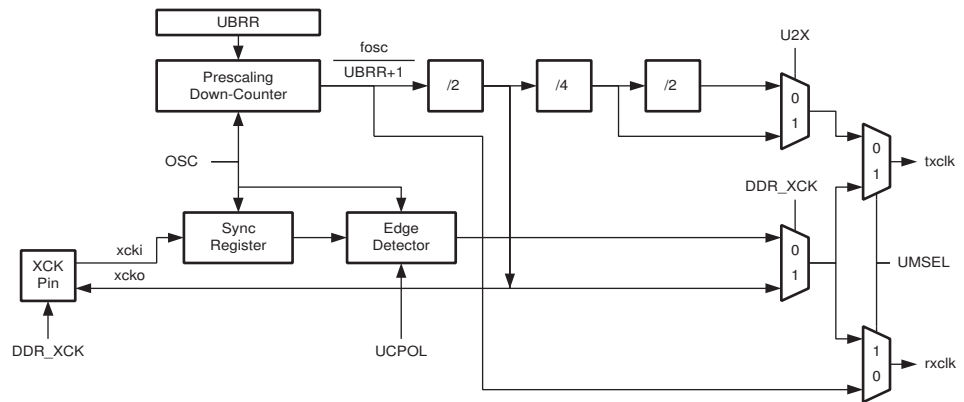 UBRR
fosc
U2X
Prescaling
Down-Counter
UBRR+1
/2
/4
/2
0
1
OSC
0
1
txclk
DDR_XCK
Sync
Register
Edge
Detector
xcki
XCK
Pin
xcko
0
1
UMSEL
DDR_XCK
UCPOL
1
0
rxclk